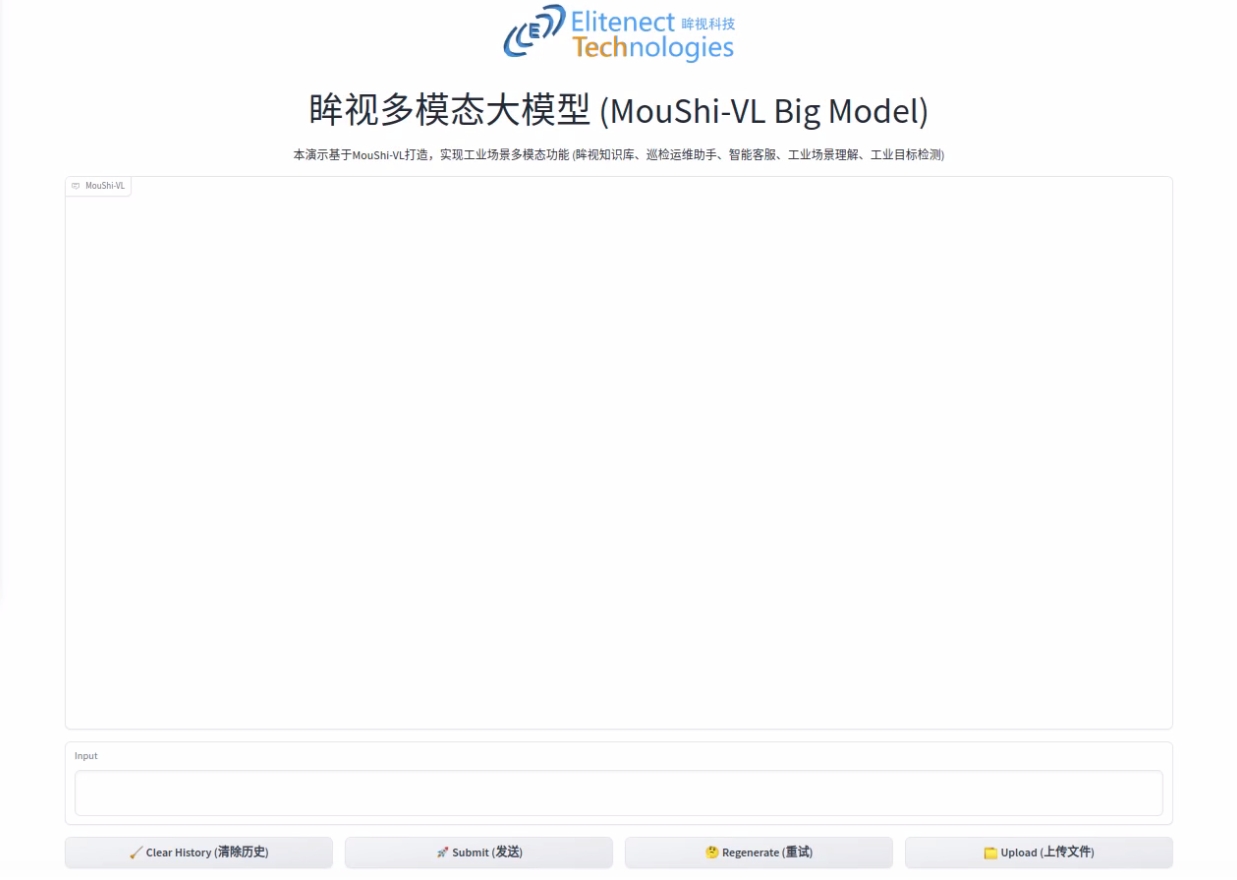 Elitenect 眸视科技
Technologies
眸视多模态大模型 (MouShi-VL Big Model)
本演示基于MouShi-VL打造，实现工业场景多模态功能 (眸视知识库、巡检运维助手、智能客服、工业场景理解、工业目标检测)
MouShi-VL
Input
🧹 Clear History (清除历史)
🚀 Submit (发送)
🤔 Regenerate (重试)
📁 Upload (上传文件)